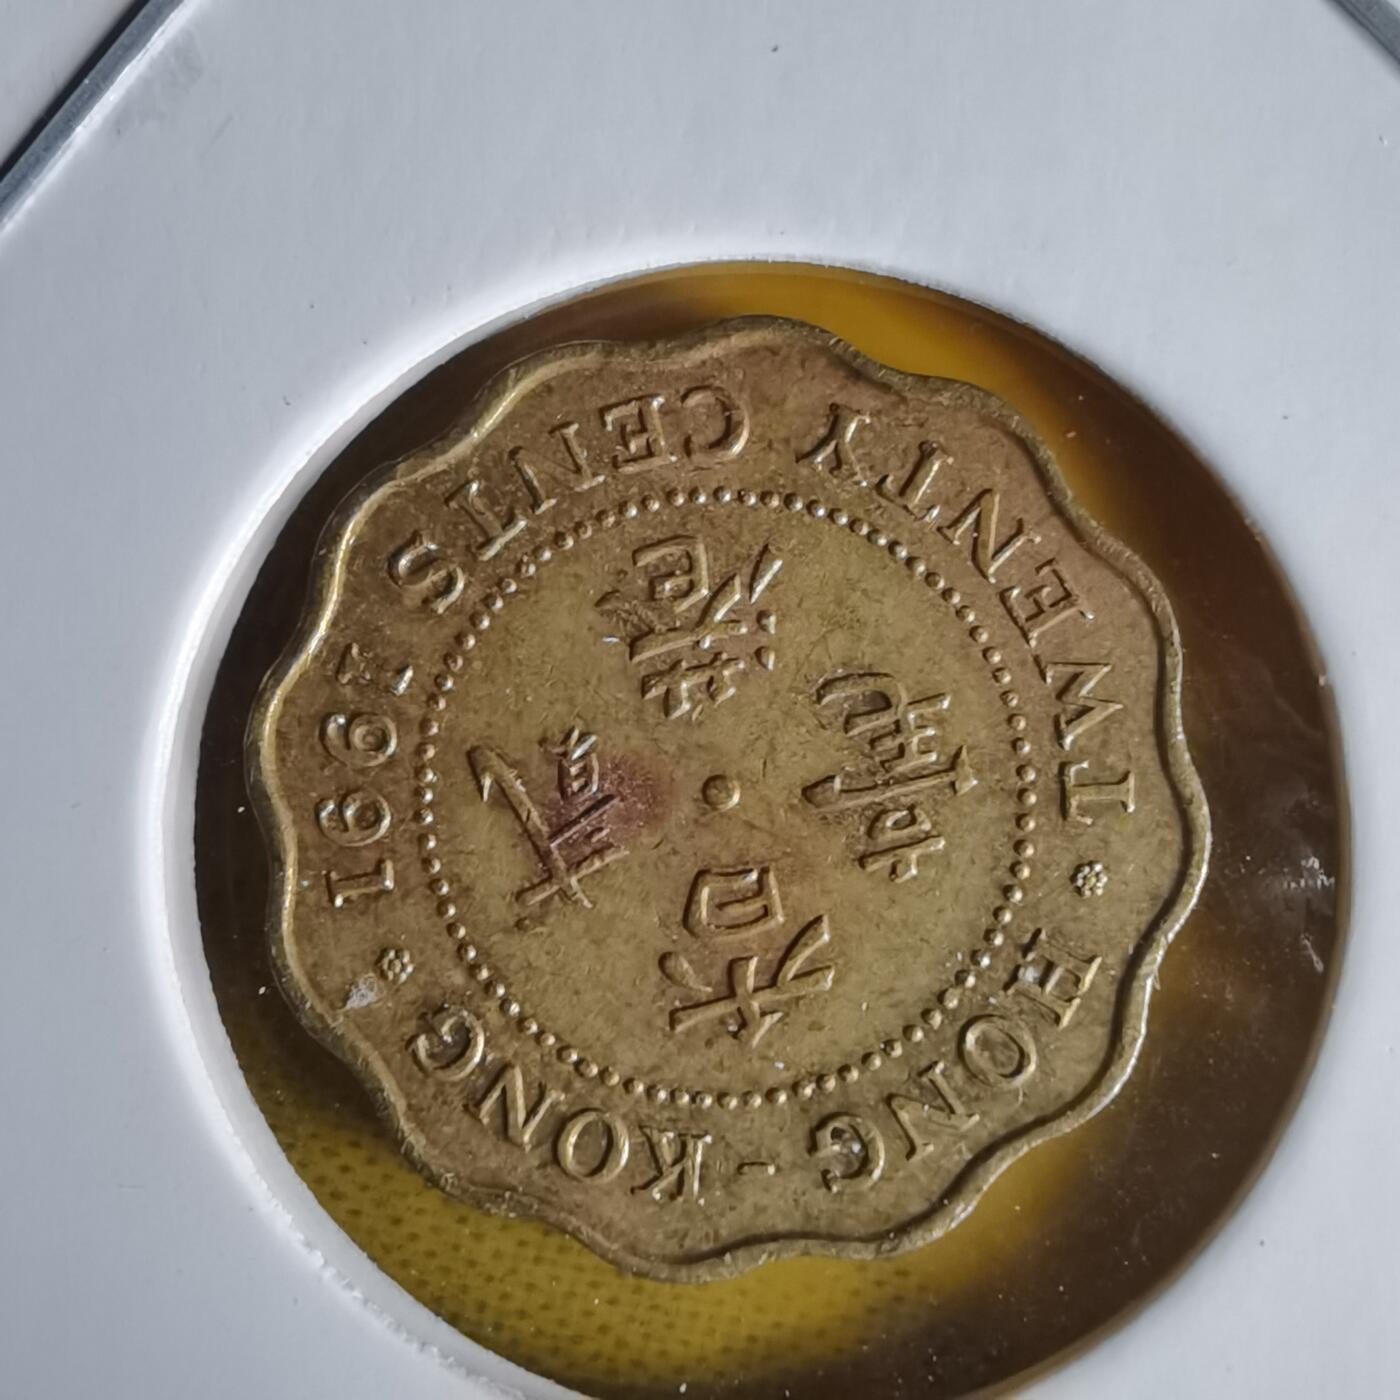 HONG - KONG
香港
貳毫
TWENTY CENTS 1991